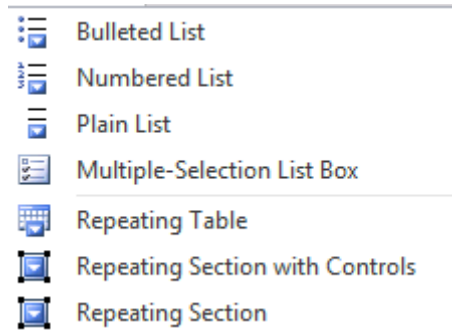 Bulleted List
Numbered List
Plain List
Multiple-Selection List Box
Repeating Table
Repeating Section with Controls
Repeating Section